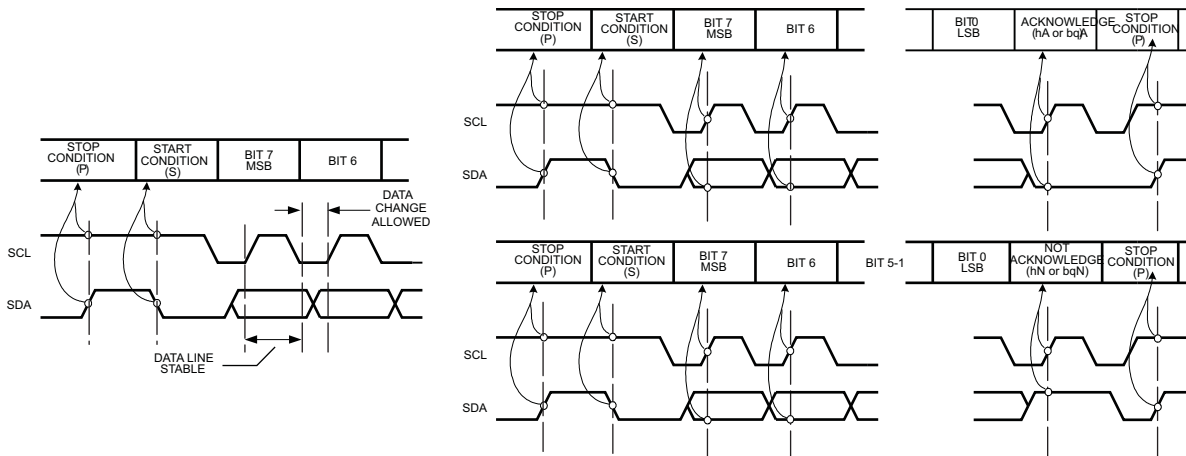 STOP
CONDITION
(P)
START
CONDITION
(S)
BIT 7
MSB
BIT 6
DATA
CHANGE
ALLOWED
SCL
SDA
DATA LINE
STABLE
STOP
CONDITION
(P)
START
CONDITION
(S)
BIT 7
MSB
BIT 6
BIT0
LSB
ACKNOWLEDGE
(hA or bqA)
STOP
CONDITION
(P)
SCL
SDA
STOP
CONDITION
(P)
START
CONDITION
(S)
BIT 7
MSB
BIT 6
BIT 5-1
BIT 0
LSB
NOT
ACKNOWLEDGE
(hN or bqN)
STOP
CONDITION
(P)
SCL
SDA